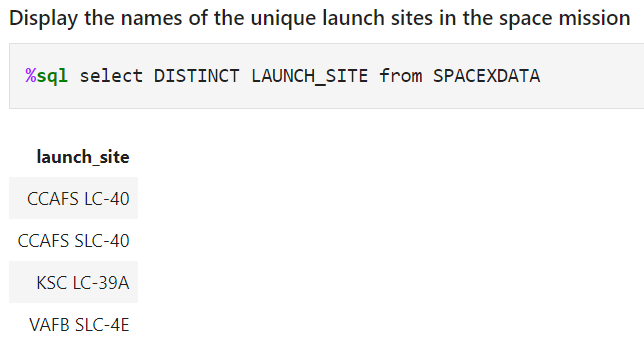 Display the names of the unique launch sites in the space mission
%sql select DISTINCT LAUNCH_SITE from SPACEXDATA
launch_site
CCAFS LC-40
CCAFS SLC-40
KSC LC-39A
VAFB SLC-4E